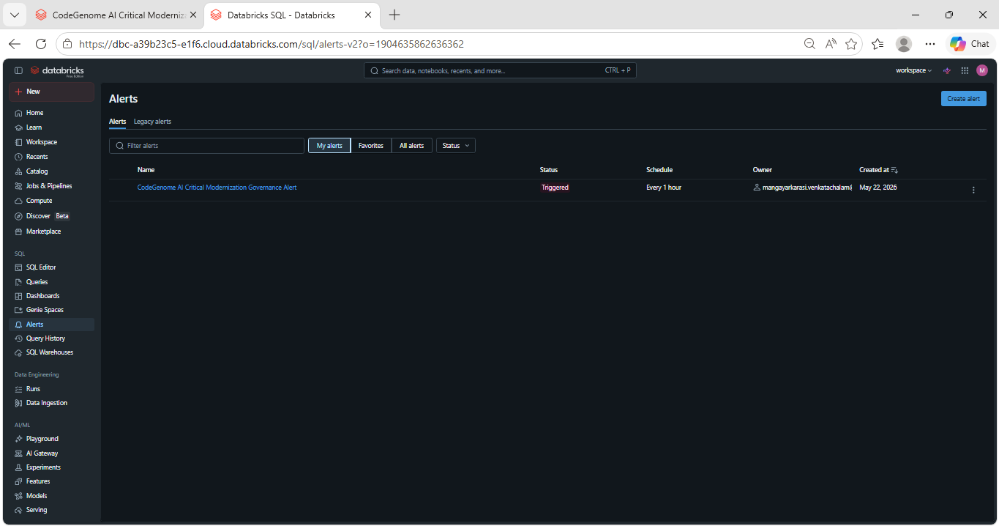 CodeGenome AI Critical Moderniz
Databricks SQL - Databricks
https://dbc-a39b23c5-e1f6.cloud.databricks.com/sql/alerts-v2?o=1904635862636362
Chat
databricks
Free Edition
Search data, notebooks, recents, and more...
CTRL + P
workspace
M
New
Home
Learn
Workspace
Recents
Catalog
Jobs & Pipelines
Compute
Discover Beta
Marketplace
SQL
SQL Editor
Queries
Dashboards
Genie Spaces
Alerts
Query History
SQL Warehouses
Data Engineering
Runs
Data Ingestion
AI/ML
Playground
AI Gateway
Experiments
Features
Models
Serving
Alerts
Create alert
Alerts Legacy alerts
Filter alerts My alerts Favorites All alerts Status
Name Status Schedule Owner Created at
CodeGenome AI Critical Modernization Governance Alert Triggered Every 1 hour mangayarkarasi.venkatachalam@ May 22, 2026